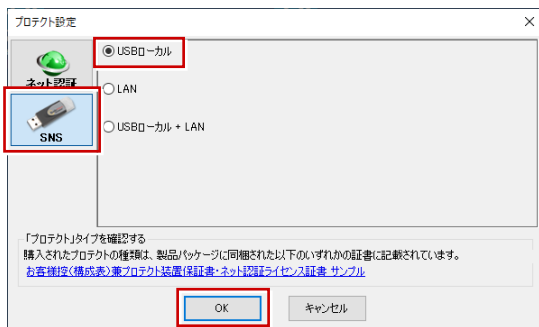 プロテクト設定
ネット認証
SNS
USBローカル
LAN
USBローカル + LAN
「プロテクト」タイプを確認する
購入されたプロテクトの種類は、製品パッケージに同梱された以下のいずれかの証書に記載されています。
お客様控(構成表)兼プロテクト装置保証書・ネット認証ライセンス証書 サンプル
OK
キャンセル